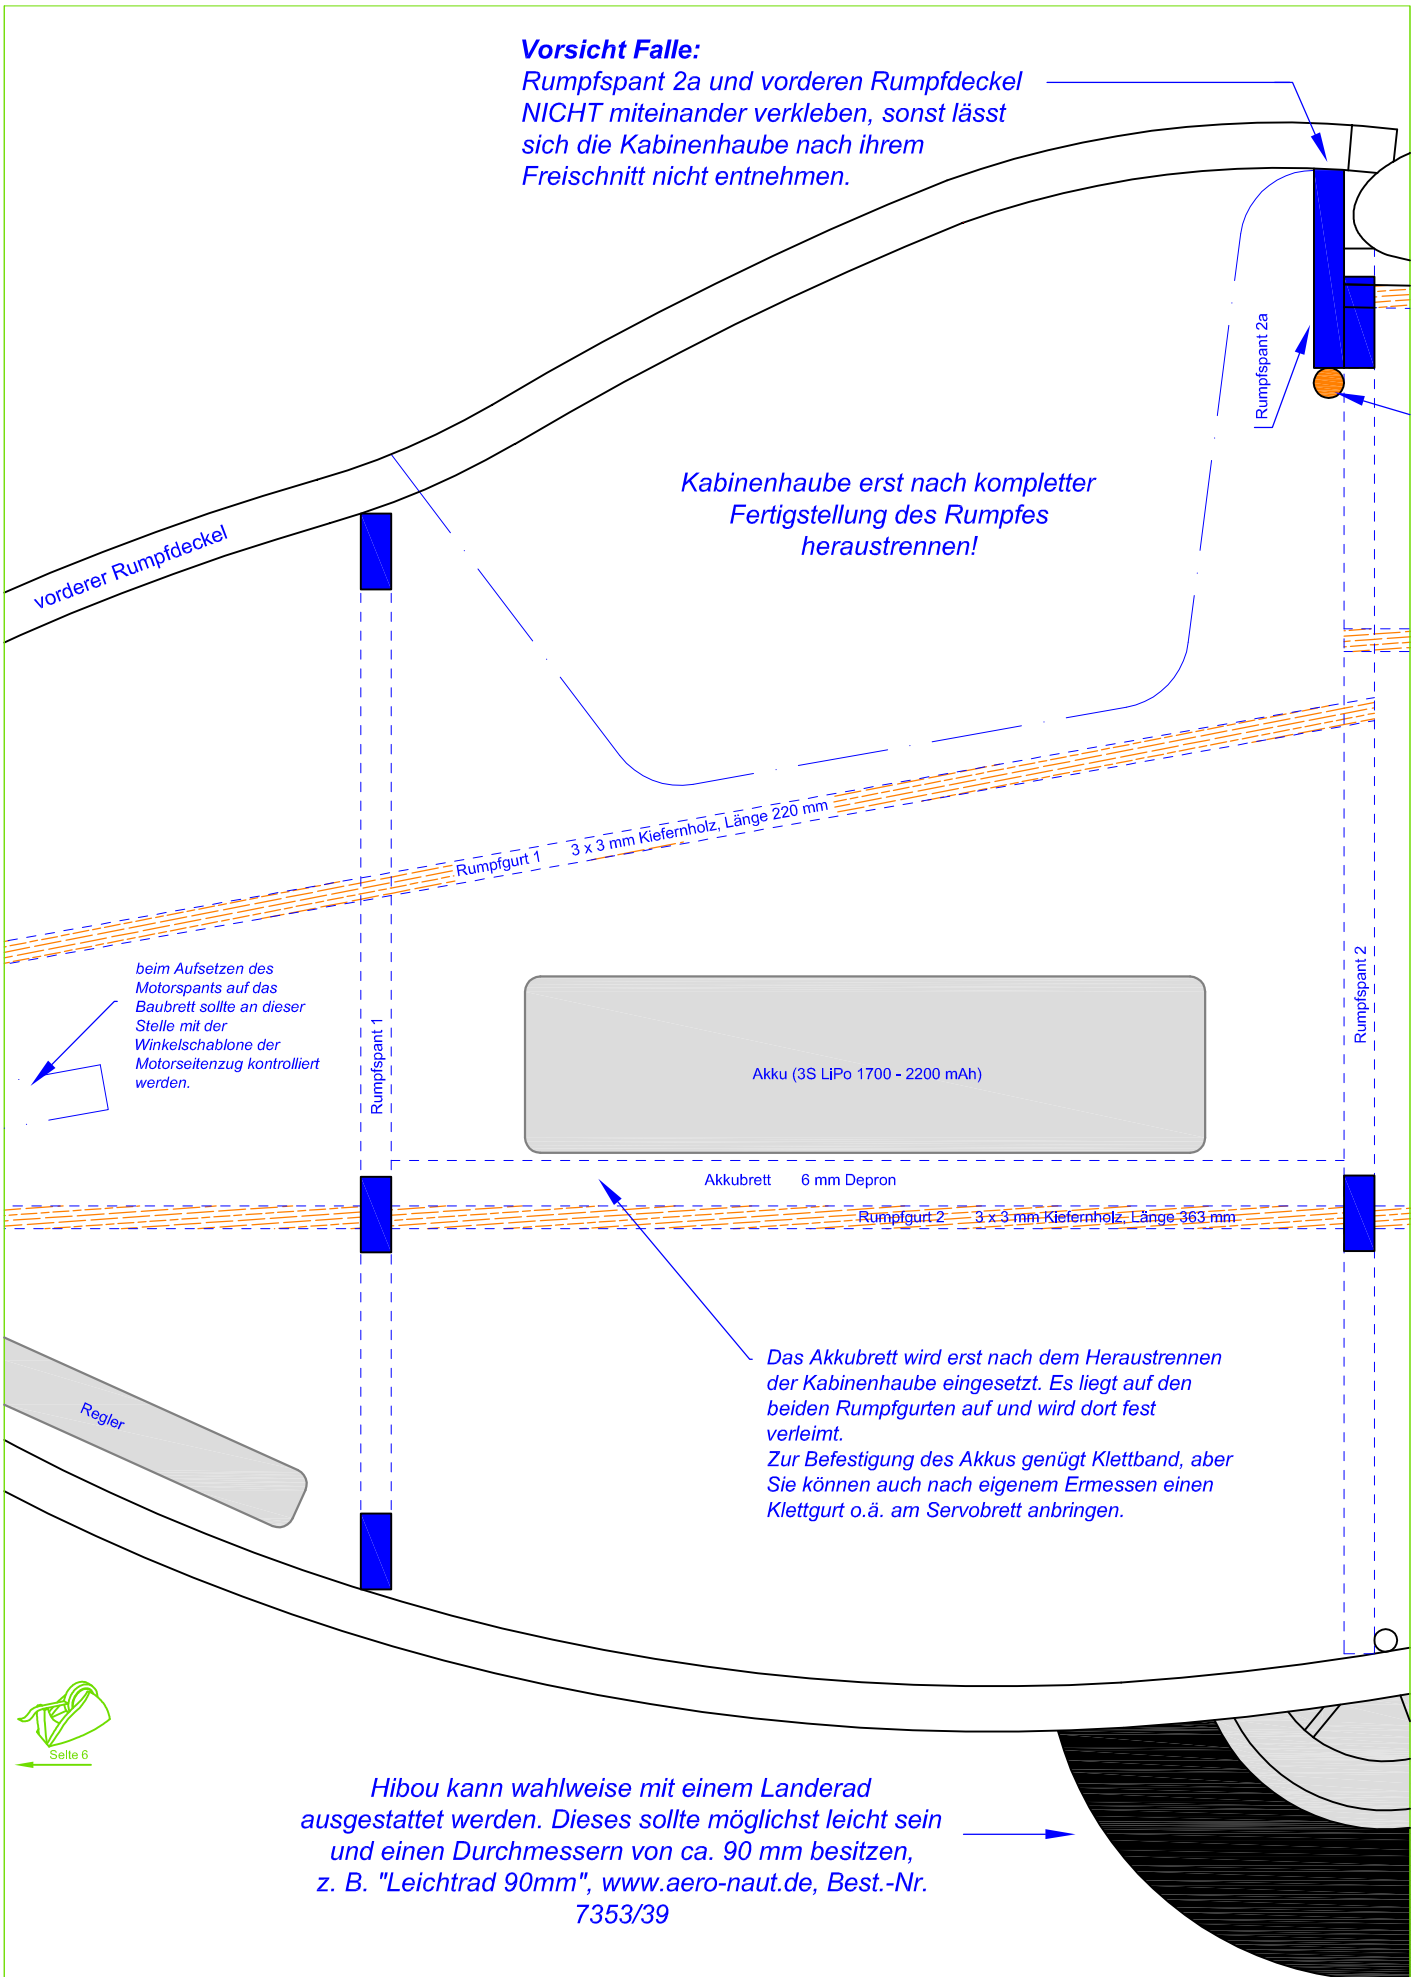 Vorsicht Falle:
Rumpfspant 2a und vorderen Rumpfdeckel
NICHT miteinander verkleben, sonst lässt
sich die Kabinenhaube nach ihrem
Freischnitt nicht entnehmen.
Rumpfspant 2a
Kabinenhaube erst nach kompletter
Fertigstellung des Rumpfes
heraustrennen!
vorderer Rumpfdeckel
Rumpfgurt 1 3 x 3 mm Kiefernholz, Länge 220 mm
beim Aufsetzen des
Motorspants auf das
Baubrett sollte an dieser
Stelle mit der
Winkelschablone der
Motorseitenzug kontrolliert
werden.
Rumpfspant 1
Rumpfspant 2
Akku (3S LiPo 1700 - 2200 mAh)
Akkubrett 6 mm Depron
Rumpfgurt 2 3 x 3 mm Kiefernholz, Länge 363 mm
Das Akkubrett wird erst nach dem Heraustrennen
der Kabinenhaube eingesetzt. Es liegt auf den
beiden Rumpfgurten auf und wird dort fest
verleimt.
Zur Befestigung des Akkus genügt Klettband, aber
Sie können auch nach eigenem Ermessen einen
Klettgurt o.ä. am Servobrett anbringen.
Regler
Seite 6
Hibou kann wahlweise mit einem Landerad
ausgestattet werden. Dieses sollte möglichst leicht sein
und einen Durchmessern von ca. 90 mm besitzen,
z. B. "Leichtrad 90mm", www.aero-naut.de, Best.-Nr.
7353/39